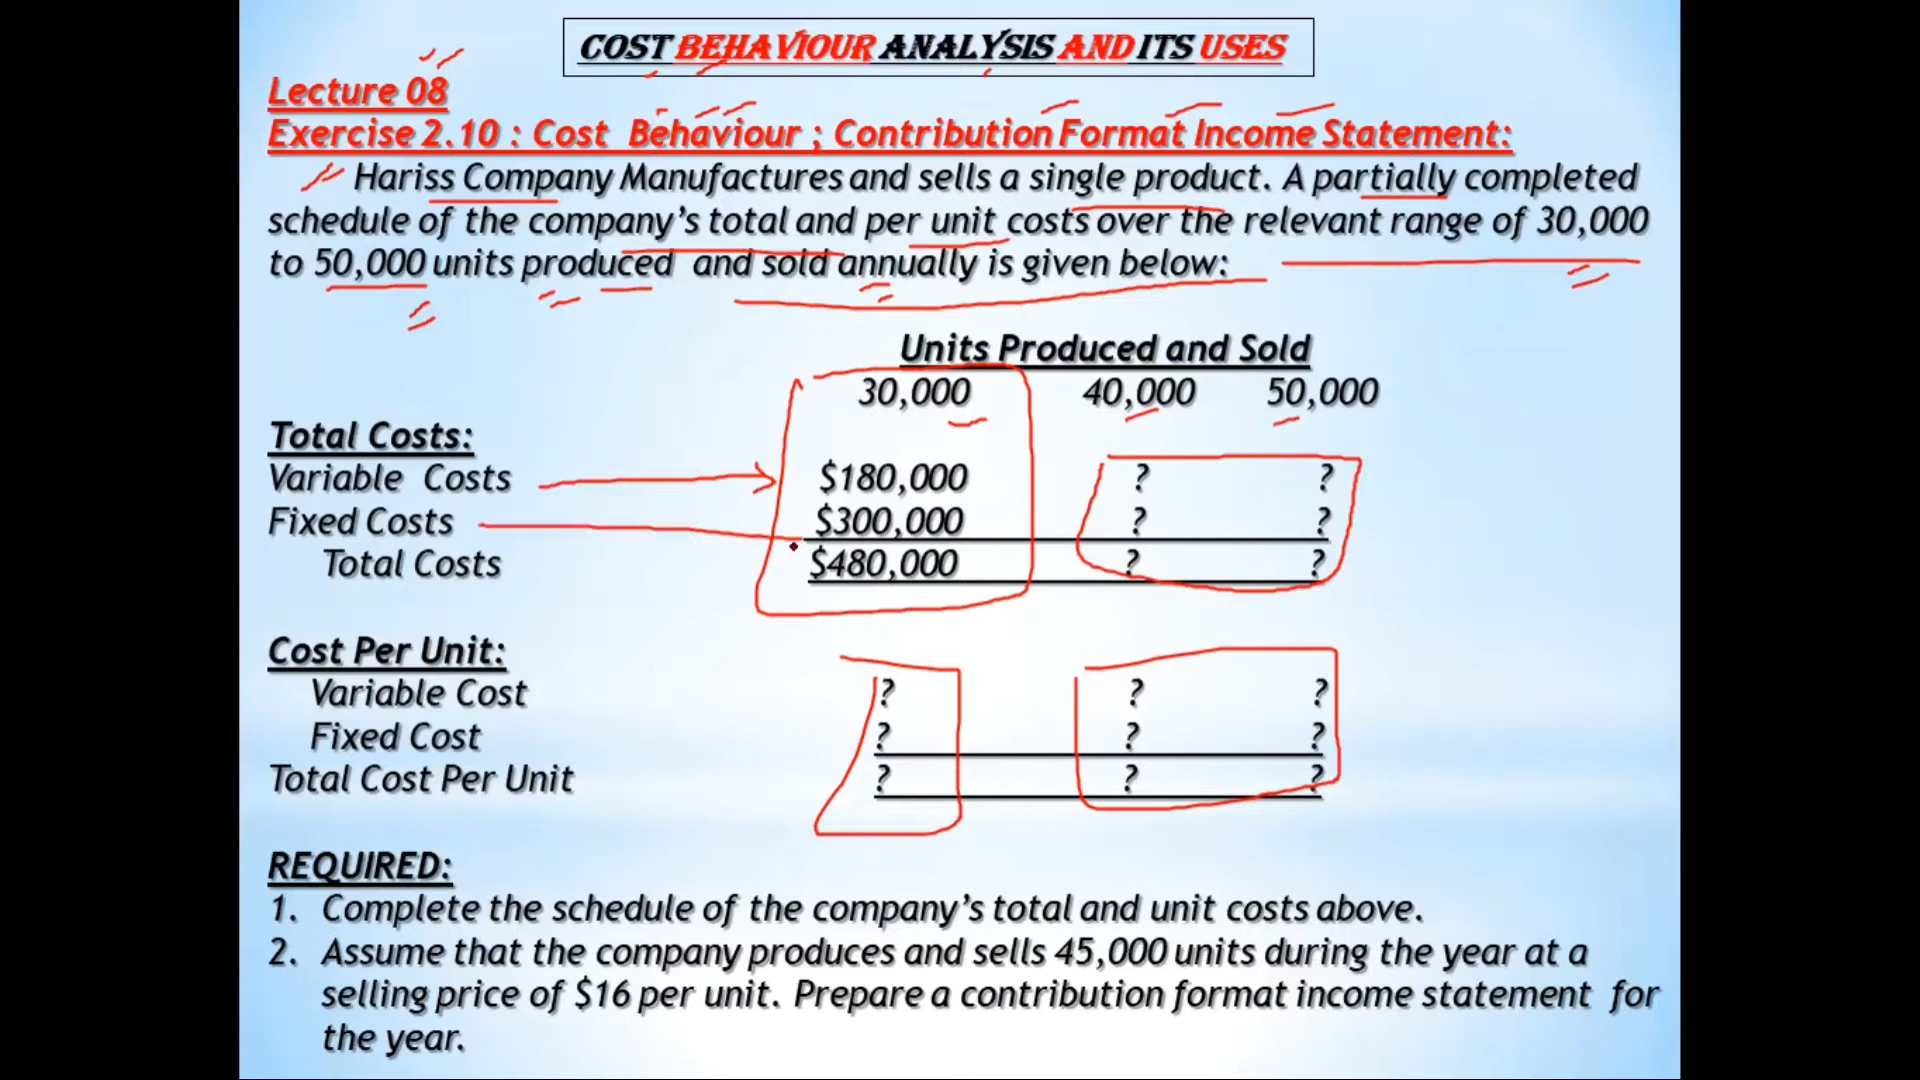 COST BEHAVIOUR ANALYSIS AND ITS USES
Lecture 08
Exercise 2.10 : Cost Behaviour ; Contribution Format Income Statement:
Hariss Company Manufactures and sells a single product. A partially completed
schedule of the company's total and per unit costs over the relevant range of 30,000
to 50,000 units produced and sold annually is given below:
Units Produced and Sold
30,000 40,000 50,000
Total Costs:
Variable Costs $180,000 ? ?
Fixed Costs $300,000 ? ?
Total Costs $480,000 ? ?
Cost Per Unit:
Variable Cost ? ? ?
Fixed Cost ? ? ?
Total Cost Per Unit ? ? ?
REQUIRED:
1. Complete the schedule of the company's total and unit costs above.
2. Assume that the company produces and sells 45,000 units during the year at a
selling price of $16 per unit. Prepare a contribution format income statement for
the year.